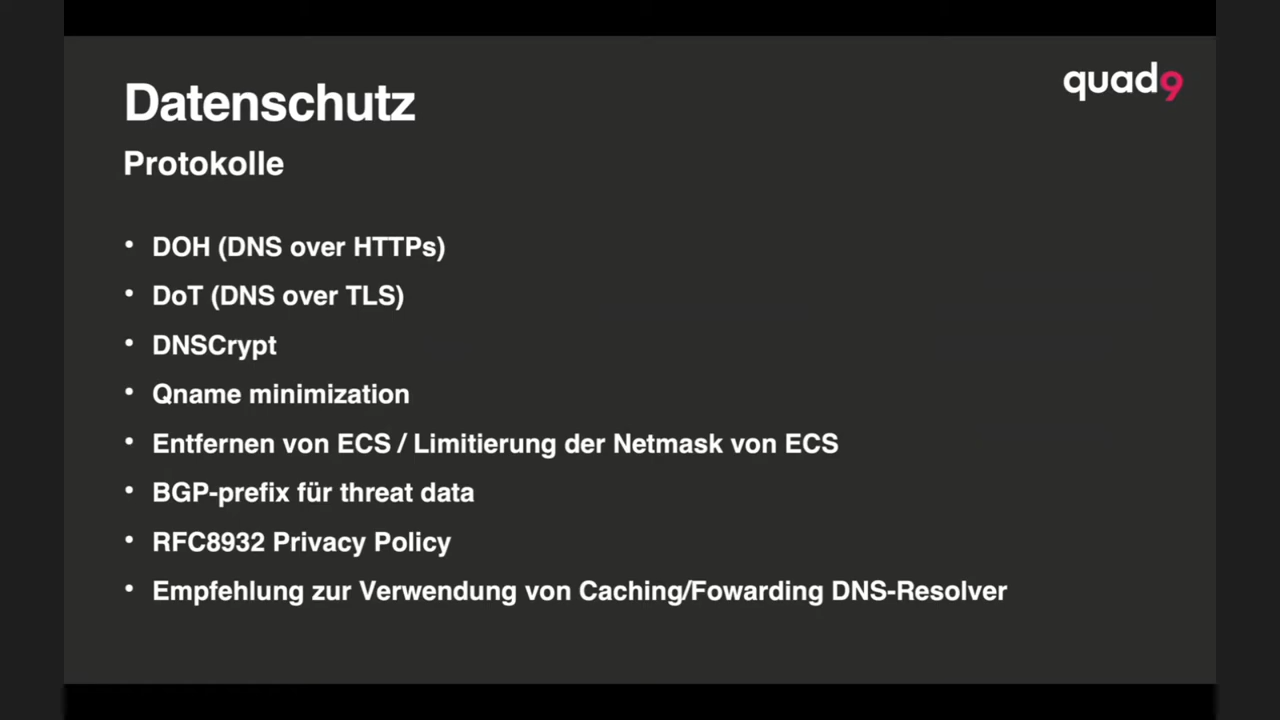 Datenschutz
quad9
Protokolle
• DOH (DNS over HTTPs)
• DoT (DNS over TLS)
• DNSCrypt
• Qname minimization
• Entfernen von ECS / Limitierung der Netmask von ECS
• BGP-prefix für threat data
• RFC8932 Privacy Policy
• Empfehlung zur Verwendung von Caching/Fowarding DNS-Resolver